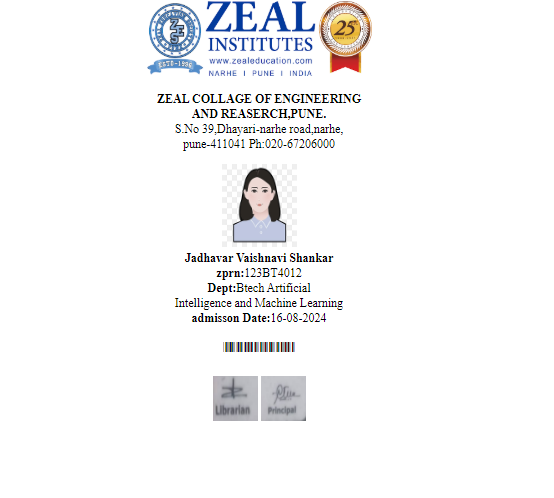 ZEAL
INSTITUTES
www.zealeducation.com
NARHE I PUNE I INDIA
ESTD-1996
25
ZEAL COLLAGE OF ENGINEERING
AND REASERCH,PUNE.
S.No 39,Dhayari-narhe road,narhe,
pune-411041 Ph:020-67206000
Jadhavar Vaishnavi Shankar
zprn:123BT4012
Dept:Btech Artificial
Intelligence and Machine Learning
admisson Date:16-08-2024
Librarian
Principal